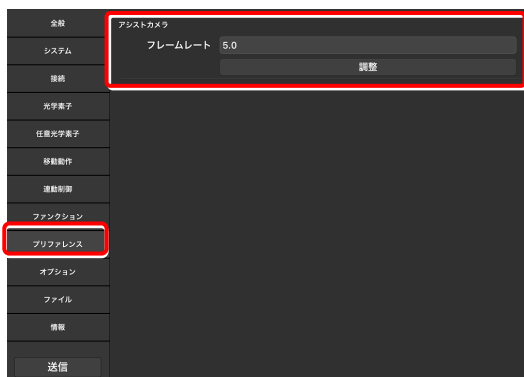 全般
システム
接続
光学素子
任意光学素子
移動動作
連動制御
ファンクション
プリファレンス
オプション
ファイル
情報
送信
アシストカメラ
フレームレート 5.0
調整